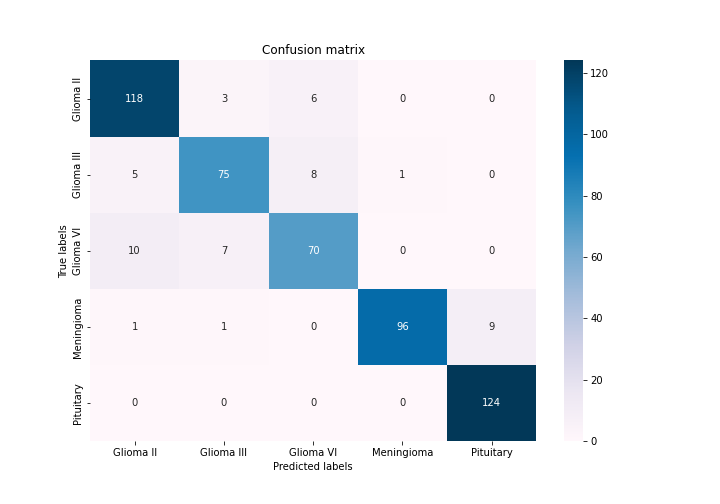 Confusion matrix
True labels
Glioma II
118 3 6 0 0
Glioma III
5 75 8 1 0
Glioma VI
10 7 70 0 0
Meningioma
1 1 0 96 9
Pituitary
0 0 0 0 124
Glioma II Glioma III Glioma VI Meningioma Pituitary
Predicted labels
120
100
80
60
40
20
0